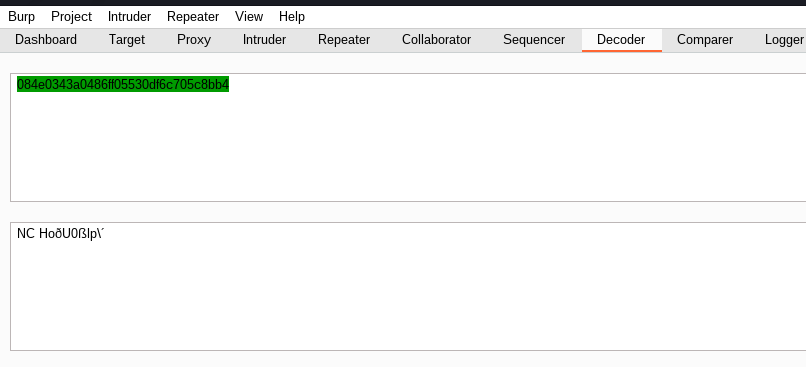 Burp Project Intruder Repeater View Help
Dashboard Target Proxy Intruder Repeater Collaborator Sequencer Decoder Comparer Logger
084e0343a0486ff05530df6c705c8bb4
NC HoðU0ßlp\´